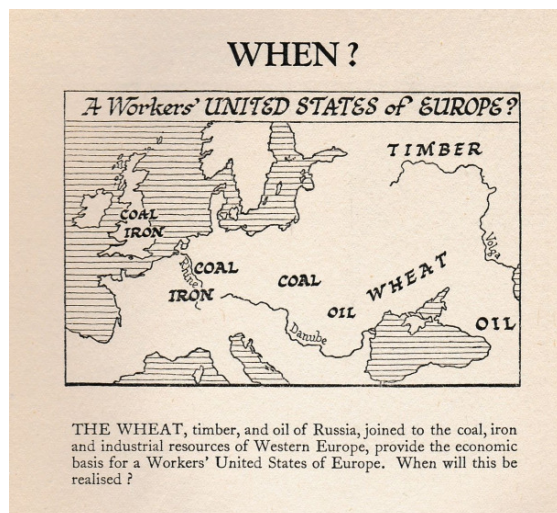 WHEN ?
A Workers' UNITED STATES of EUROPE?
TIMBER
COAL
IRON
Volga
WHEAT
COAL
Rhine
COAL
IRON
OIL
OIL
Danube
THE WHEAT, timber, and oil of Russia, joined to the coal, iron
and industrial resources of Western Europe, provide the economic
basis for a Workers' United States of Europe. When will this be
realised ?